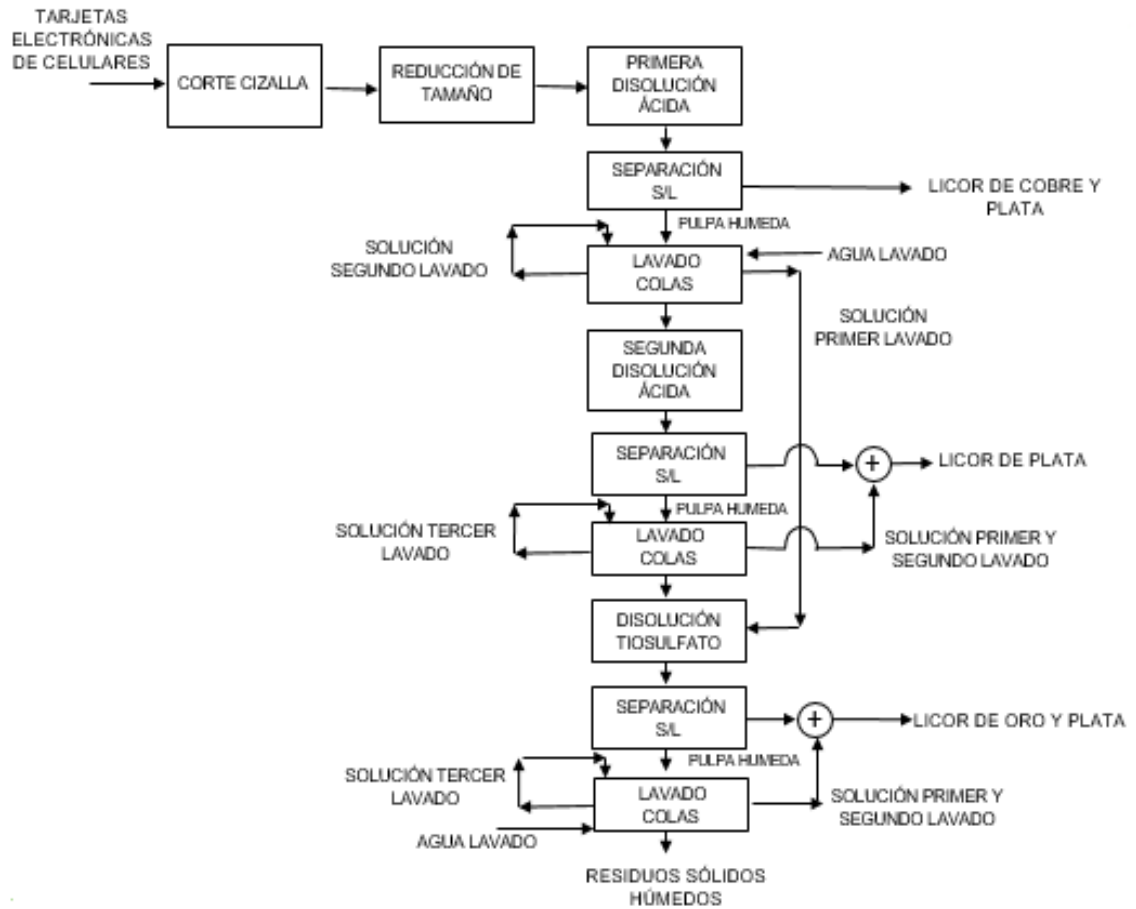 TARJETAS
ELECTRÓNICAS
DE CELULARES
CORTE CIZALLA
REDUCCIÓN DE
TAMAÑO
PRIMERA
DISOLUCIÓN
ÁCIDA
SEPARACIÓN
S/L
LICOR DE COBRE Y
PLATA
PULPA HUMEDA
SOLUCIÓN
SEGUNDO LAVADO
LAVADO
COLAS
AGUA LAVADO
SOLUCIÓN
PRIMER LAVADO
SEGUNDA
DISOLUCIÓN
ÁCIDA
SEPARACIÓN
S/L
+
LICOR DE PLATA
PULPA HUMEDA
SOLUCIÓN TERCER
LAVADO
LAVADO
COLAS
SOLUCIÓN PRIMER Y
SEGUNDO LAVADO
DISOLUCIÓN
TIOSULFATO
SEPARACIÓN
S/L
+
LICOR DE ORO Y PLATA
PULPA HUMEDA
SOLUCIÓN TERCER
LAVADO
LAVADO
COLAS
SOLUCIÓN PRIMER Y
SEGUNDO LAVADO
AGUA LAVADO
RESIDUOS SÓLIDOS
HÚMEDOS